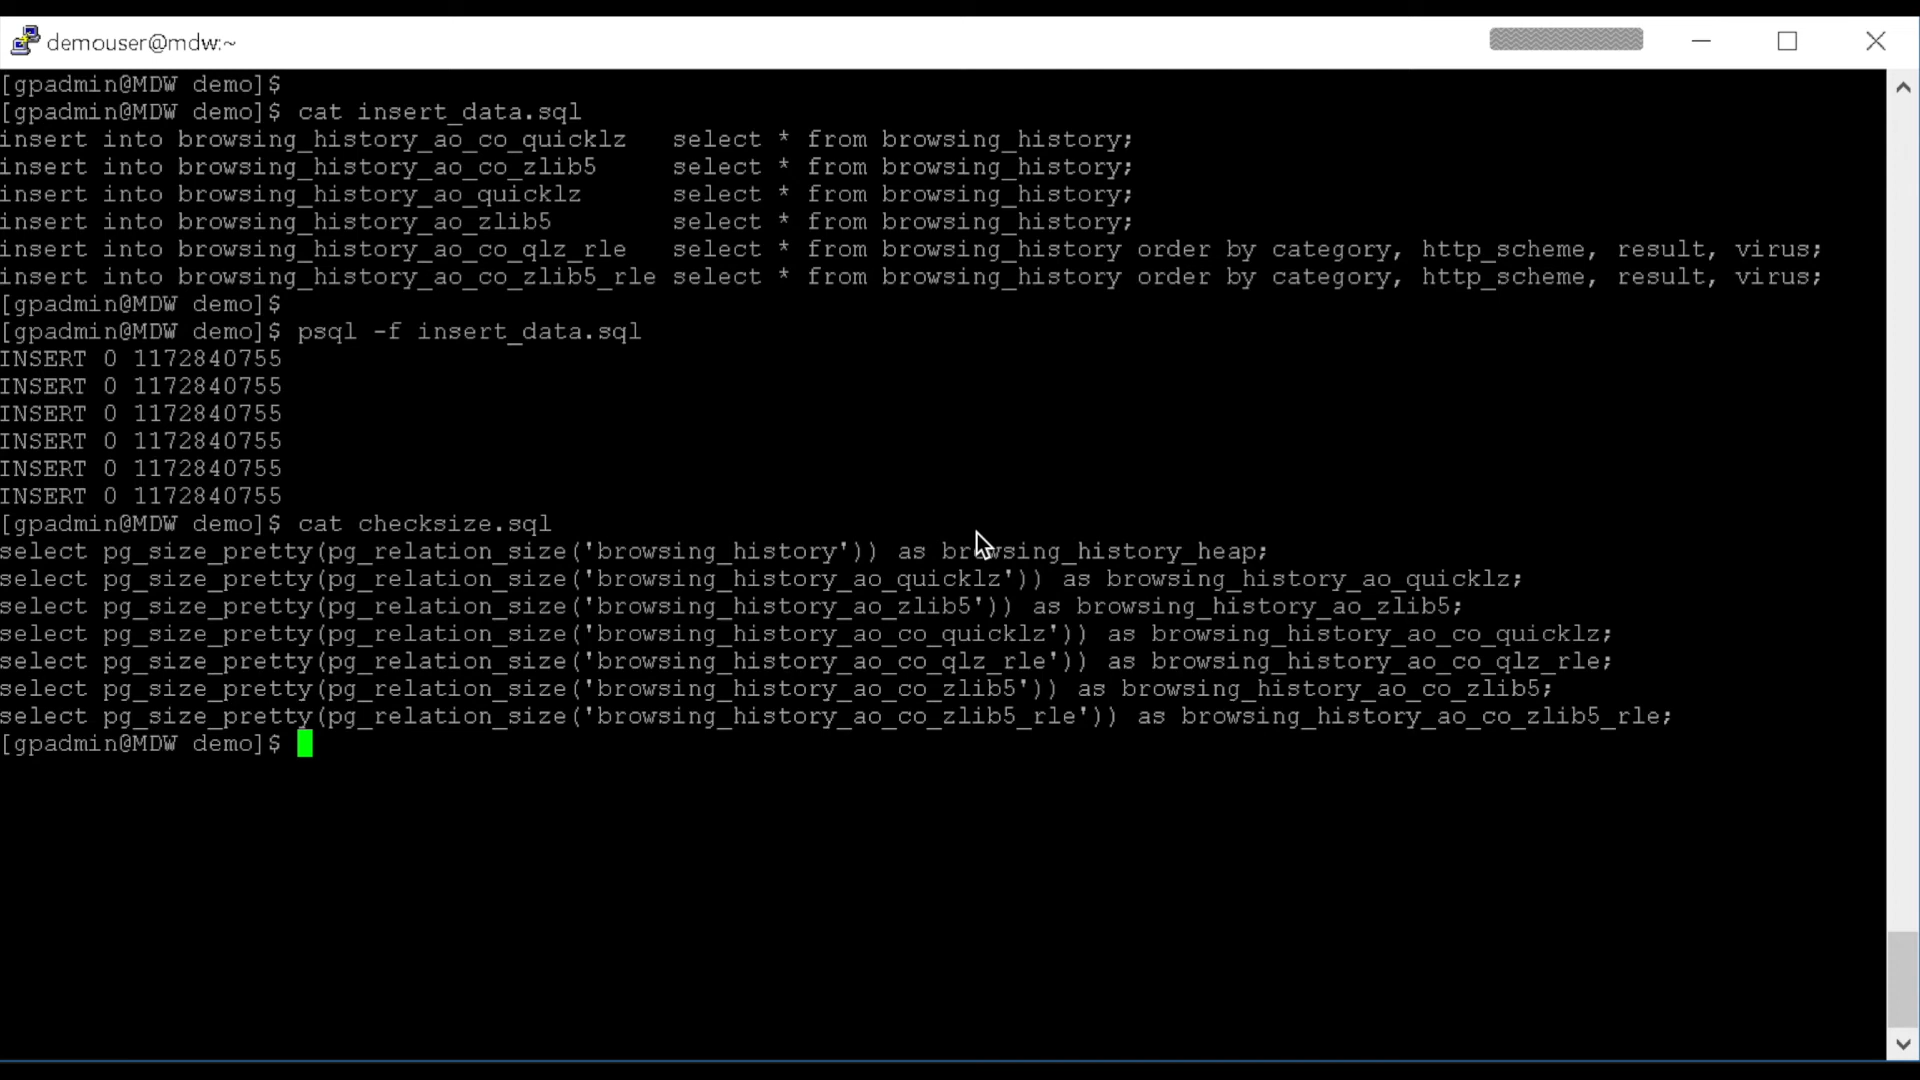 demouser@mdw:~
[gpadmin@MDW demo]$
[gpadmin@MDW demo]$ cat insert_data.sql
insert into browsing_history_ao_co_quicklz   select * from browsing_history;
insert into browsing_history_ao_co_zlib5     select * from browsing_history;
insert into browsing_history_ao_quicklz      select * from browsing_history;
insert into browsing_history_ao_zlib5        select * from browsing_history;
insert into browsing_history_ao_co_qlz_rle   select * from browsing_history order by category, http_scheme, result, virus;
insert into browsing_history_ao_co_zlib5_rle select * from browsing_history order by category, http_scheme, result, virus;
[gpadmin@MDW demo]$
[gpadmin@MDW demo]$ psql -f insert_data.sql
INSERT 0 1172840755
INSERT 0 1172840755
INSERT 0 1172840755
INSERT 0 1172840755
INSERT 0 1172840755
INSERT 0 1172840755
[gpadmin@MDW demo]$ cat checksize.sql
select pg_size_pretty(pg_relation_size('browsing_history')) as browsing_history_heap;
select pg_size_pretty(pg_relation_size('browsing_history_ao_quicklz')) as browsing_history_ao_quicklz;
select pg_size_pretty(pg_relation_size('browsing_history_ao_zlib5')) as browsing_history_ao_zlib5;
select pg_size_pretty(pg_relation_size('browsing_history_ao_co_quicklz')) as browsing_history_ao_co_quicklz;
select pg_size_pretty(pg_relation_size('browsing_history_ao_co_qlz_rle')) as browsing_history_ao_co_qlz_rle;
select pg_size_pretty(pg_relation_size('browsing_history_ao_co_zlib5')) as browsing_history_ao_co_zlib5;
select pg_size_pretty(pg_relation_size('browsing_history_ao_co_zlib5_rle')) as browsing_history_ao_co_zlib5_rle;
[gpadmin@MDW demo]$